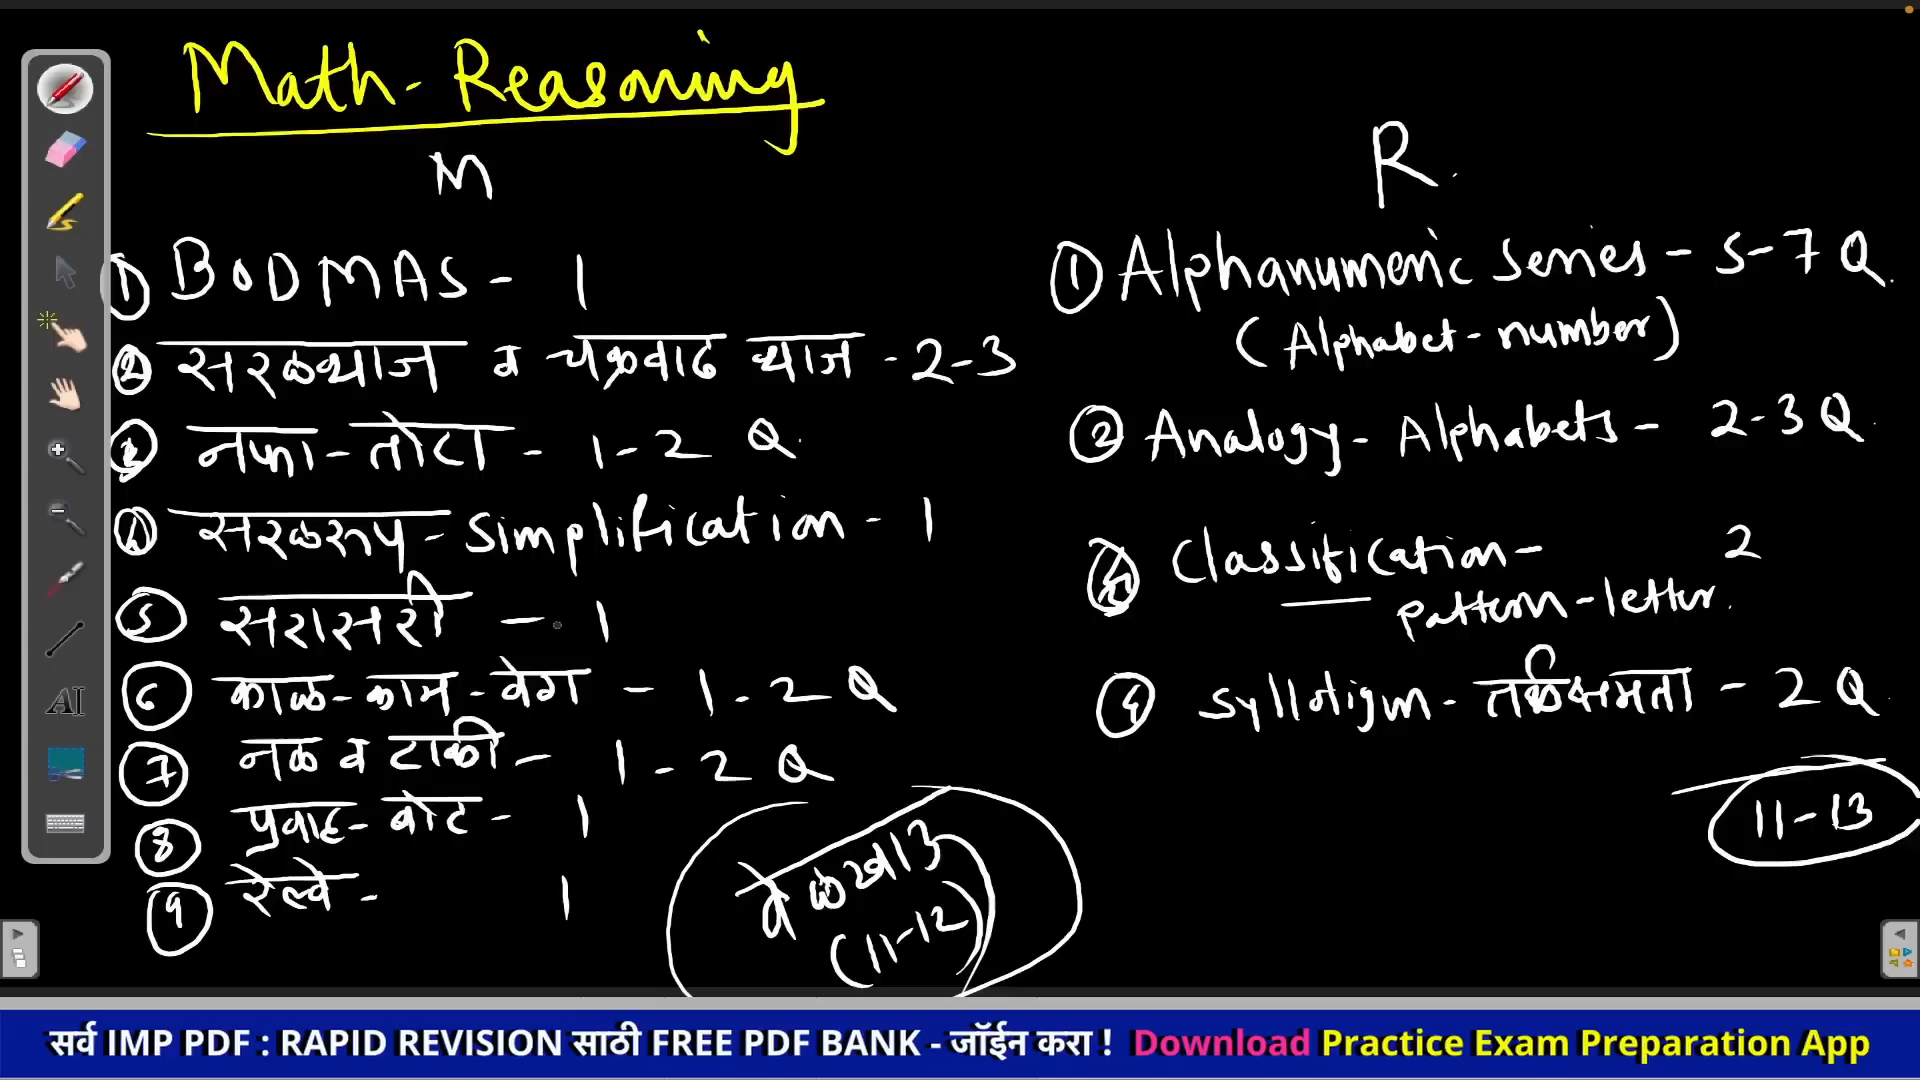 Math-Reasoning
M
① BODMAS - 1
② सरळव्याज व चक्रवाढ व्याज - 2-3
③ नफा-तोटा - 1-2 Q.
④ सरळरूप - Simplification - 1
⑤ सरासरी - 1
⑥ काळ-काम-वेग - 1-2 Q
⑦ नळ व टाकी - 1-2 Q
⑧ प्रवाह-बोट - 1
⑨ रेल्वे - 1
(11-12)
R.
① Alphanumeric Series - 5-7 Q.
(Alphabet-number)
② Analogy - Alphabets - 2-3 Q.
③ Classification - 2
pattern-letter.
④ Syllotigm - तर्कक्षमता - 2 Q.
11-13
सर्व IMP PDF : RAPID REVISION साठी FREE PDF BANK - जॉईन करा ! Download Practice Exam Preparation App